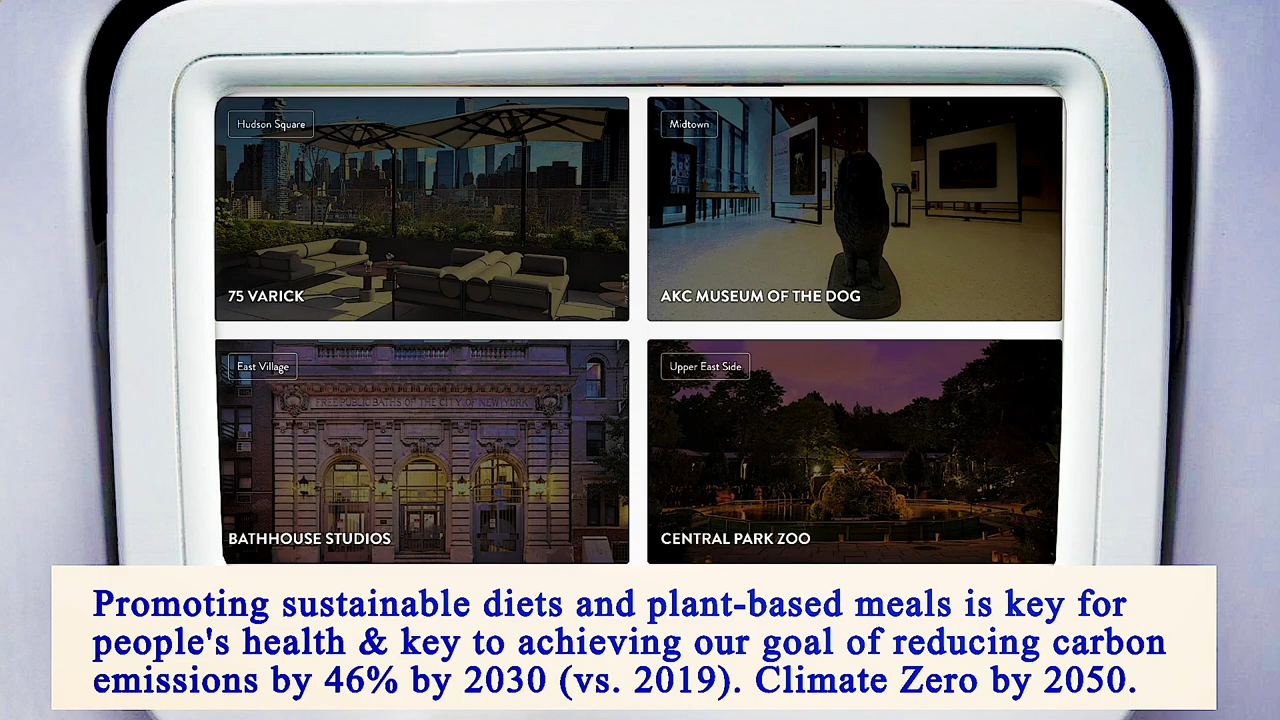 Hudson Square
75 VARICK
Midtown
AKC MUSEUM OF THE DOG
East Village
FREE PUBLIC BATHS OF THE CITY OF NEW YORK
BATHHOUSE STUDIOS
Upper East Side
CENTRAL PARK ZOO
Promoting sustainable diets and plant-based meals is key for
people's health & key to achieving our goal of reducing carbon
emissions by 46% by 2030 (vs. 2019). Climate Zero by 2050.